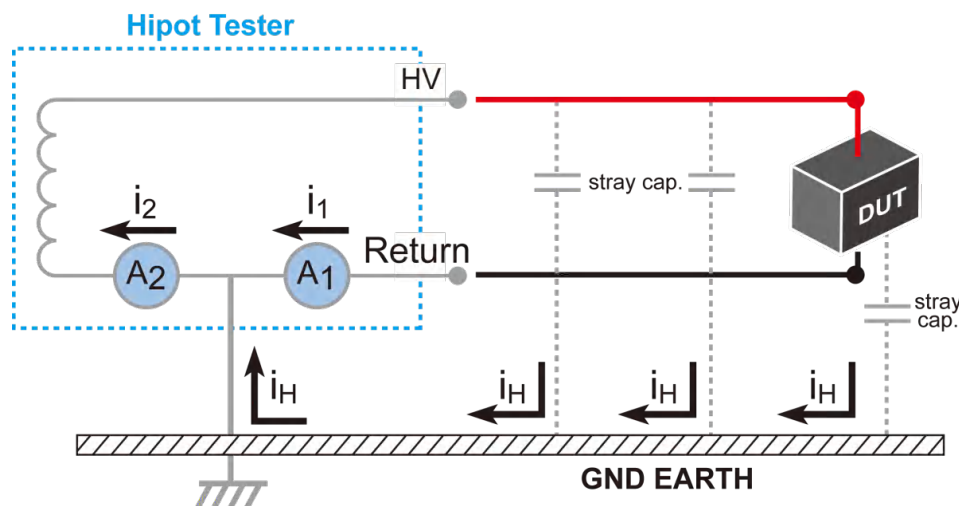 Hipot Tester
HV
stray cap.
DUT
i2
i1
Return
A2
A1
stray
cap.
iH
iH
iH
iH
GND EARTH